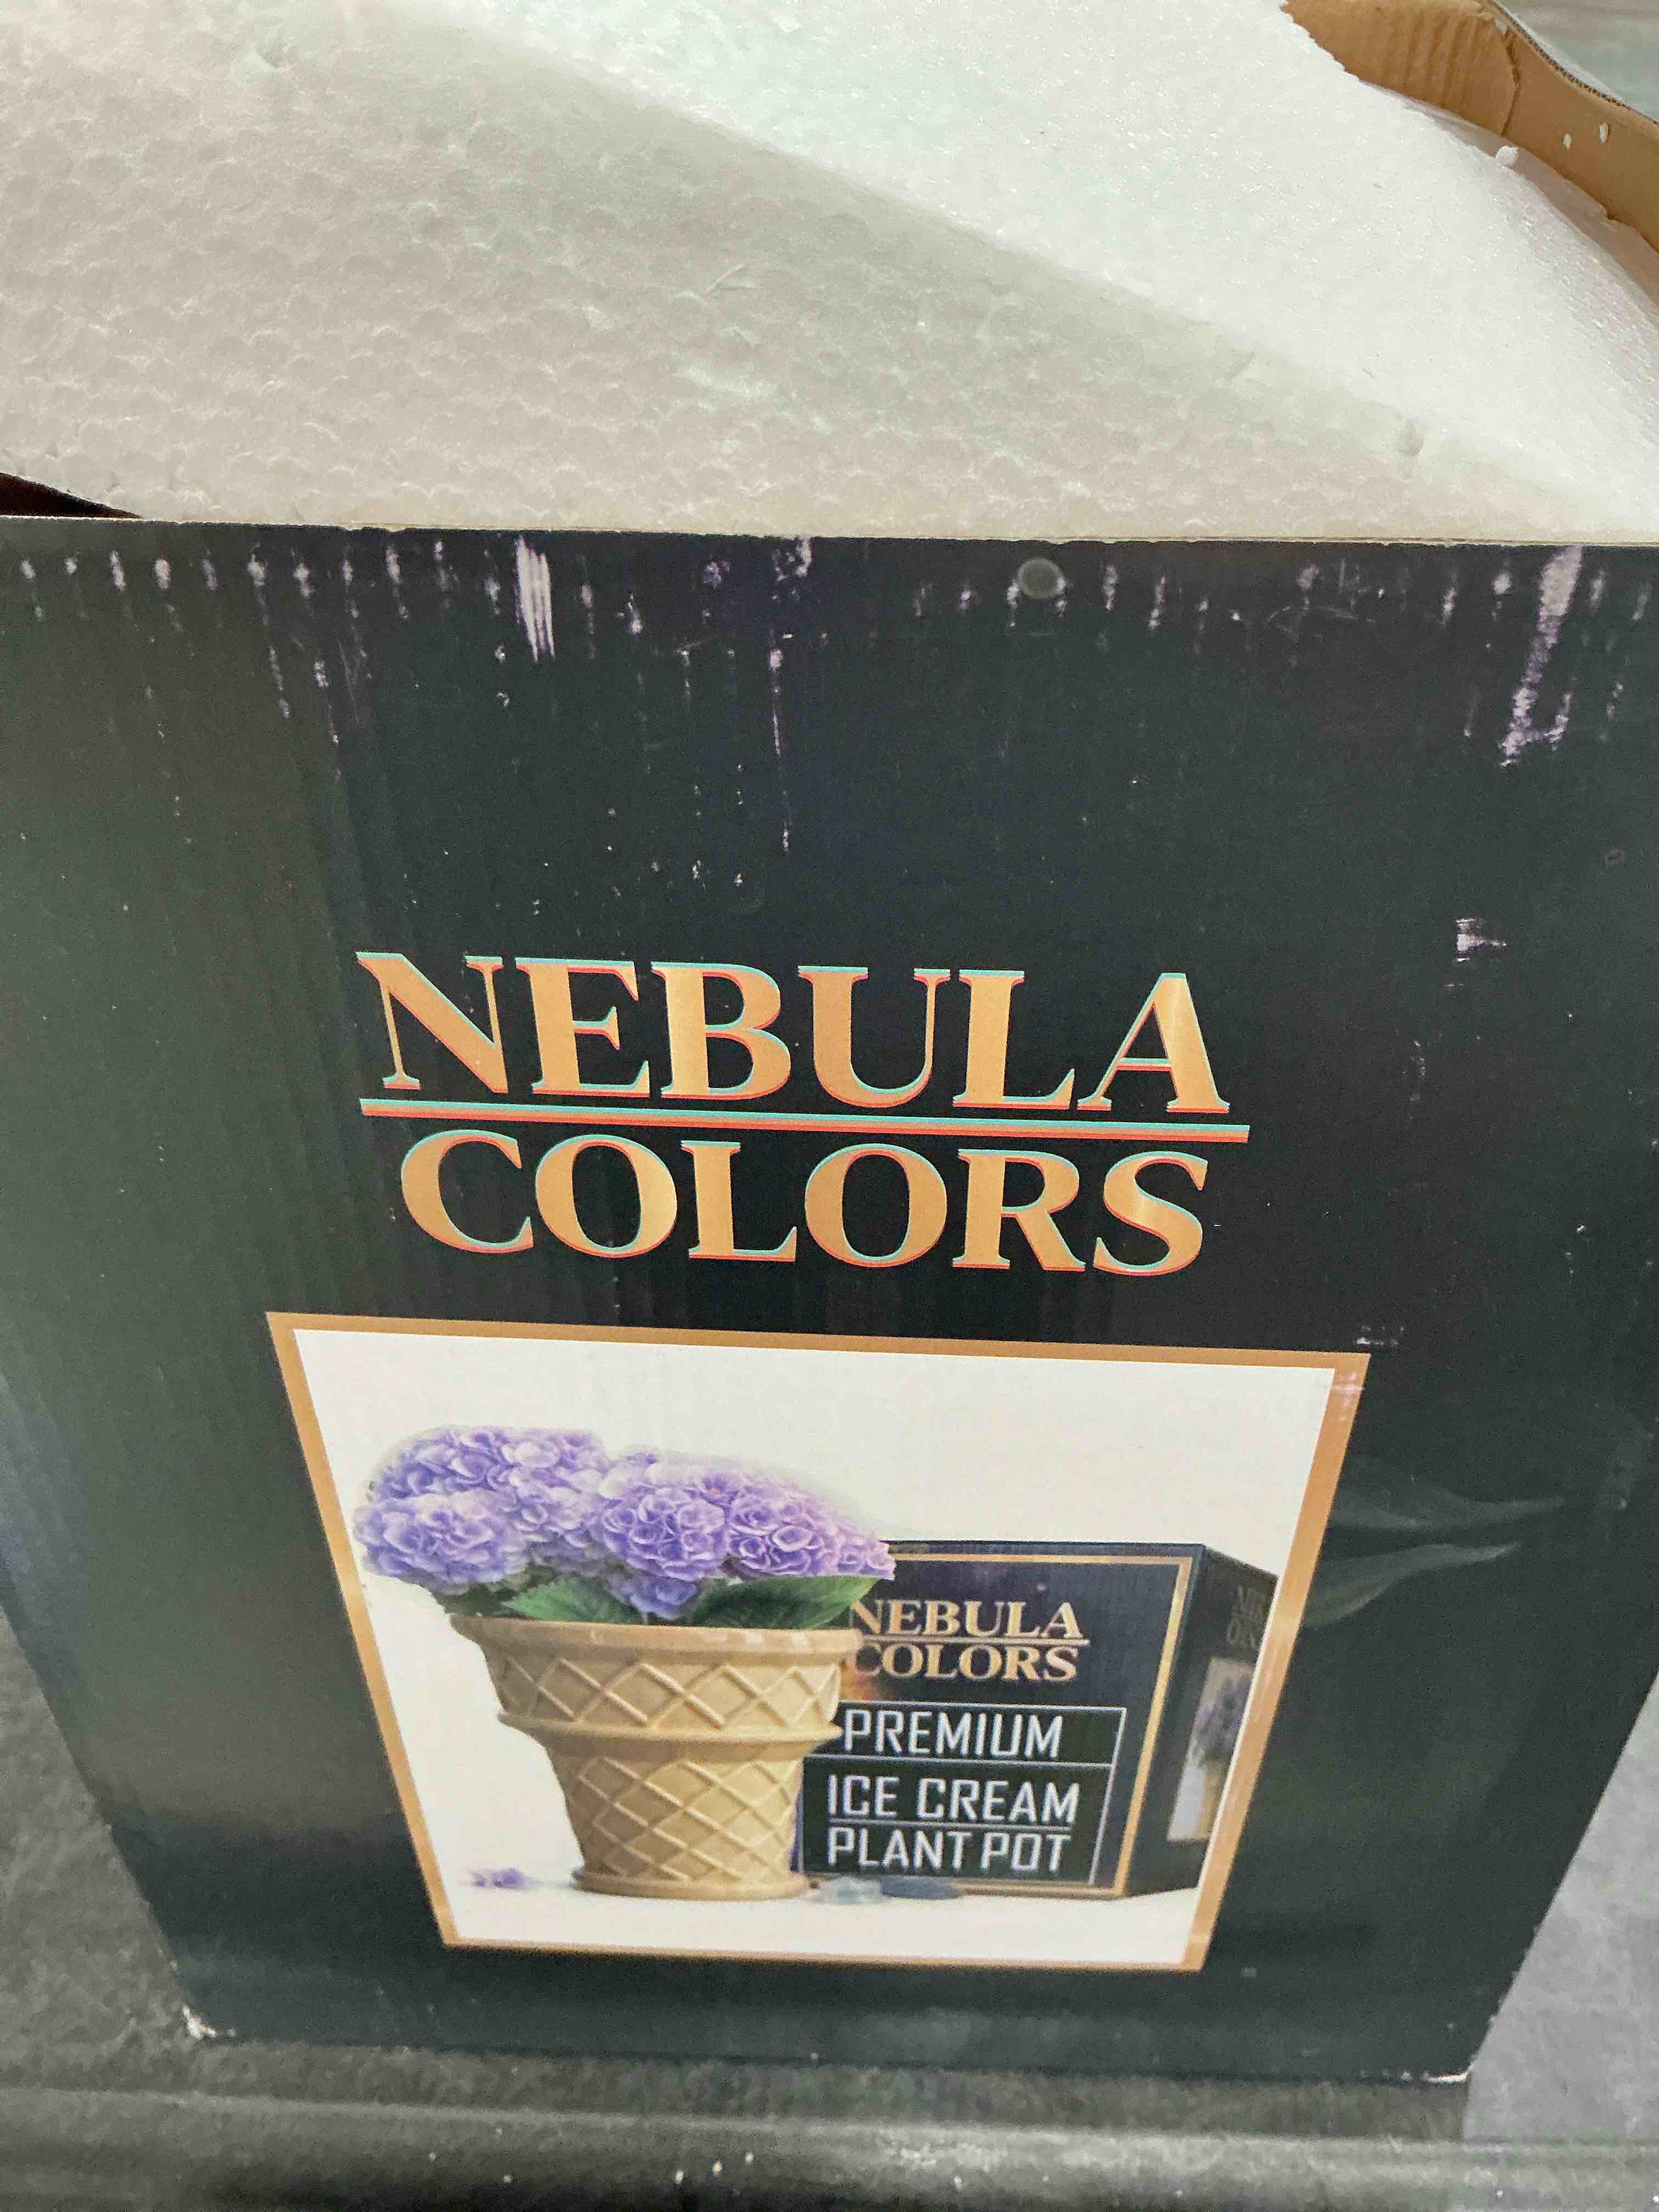 NEBULA
COLORS
NEBULA
COLORS
PREMIUM
ICE CREAM
PLANT POT